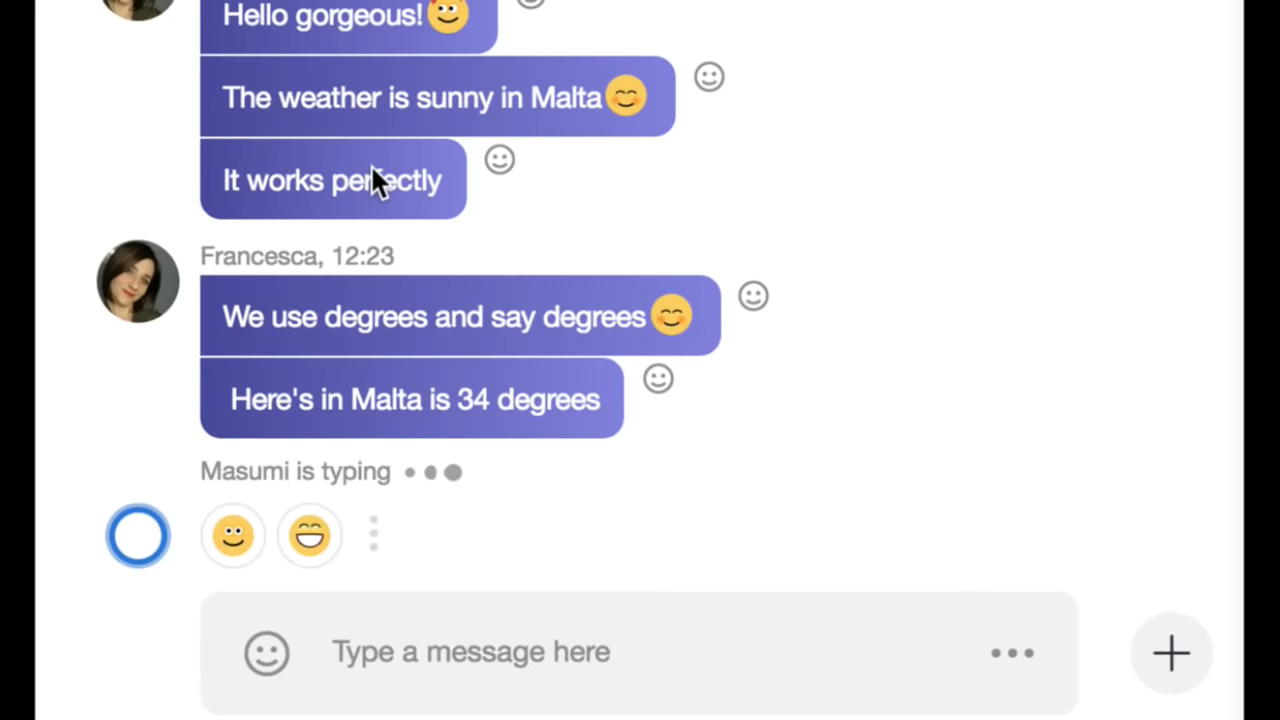 Hello gorgeous!
The weather is sunny in Malta
It works perfectly
Francesca, 12:23
We use degrees and say degrees
Here's in Malta is 34 degrees
Masumi is typing
Type a message here